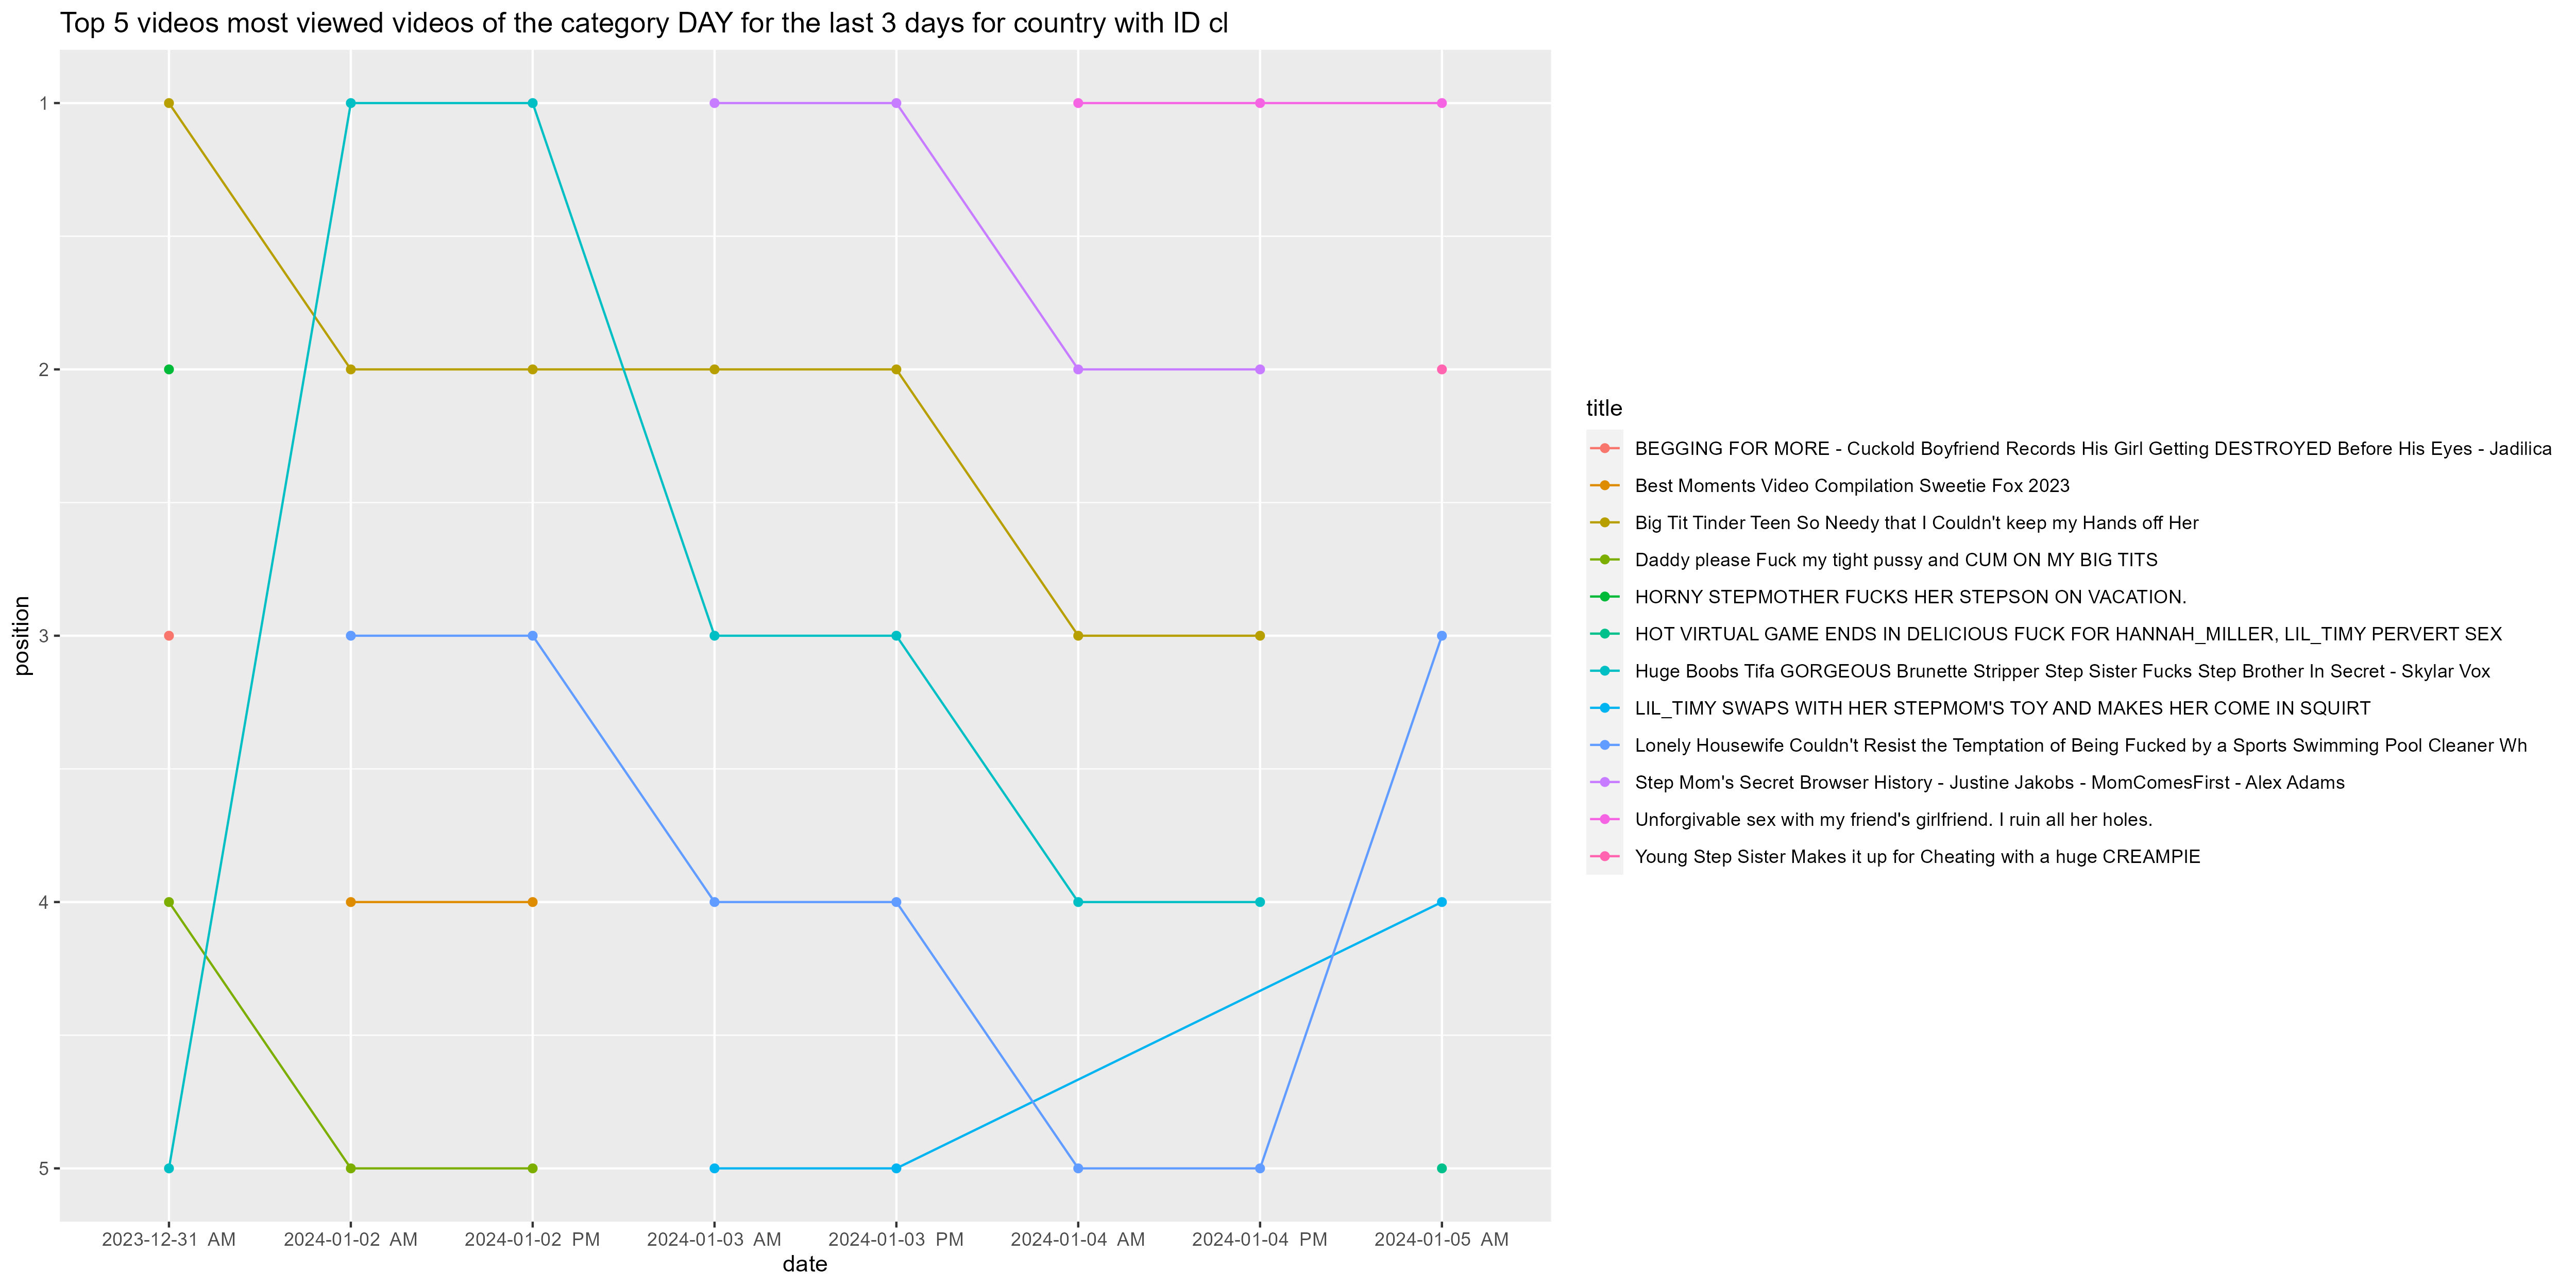 Top 5 videos most viewed videos of the category DAY for the last 3 days for country with ID cl
position
1
2
3
4
5
2023-12-31 AM
2024-01-02 AM
2024-01-02 PM
2024-01-03 AM
2024-01-03 PM
2024-01-04 AM
2024-01-04 PM
2024-01-05 AM
date
title
BEGGING FOR MORE - Cuckold Boyfriend Records His Girl Getting DESTROYED Before His Eyes - Jadilica
Best Moments Video Compilation Sweetie Fox 2023
Big Tit Tinder Teen So Needy that I Couldn't keep my Hands off Her
Daddy please Fuck my tight pussy and CUM ON MY BIG TITS
HORNY STEPMOTHER FUCKS HER STEPSON ON VACATION.
HOT VIRTUAL GAME ENDS IN DELICIOUS FUCK FOR HANNAH_MILLER, LIL_TIMY PERVERT SEX
Huge Boobs Tifa GORGEOUS Brunette Stripper Step Sister Fucks Step Brother In Secret - Skylar Vox
LIL_TIMY SWAPS WITH HER STEPMOM'S TOY AND MAKES HER COME IN SQUIRT
Lonely Housewife Couldn't Resist the Temptation of Being Fucked by a Sports Swimming Pool Cleaner Wh
Step Mom's Secret Browser History - Justine Jakobs - MomComesFirst - Alex Adams
Unforgivable sex with my friend's girlfriend. I ruin all her holes.
Young Step Sister Makes it up for Cheating with a huge CREAMPIE